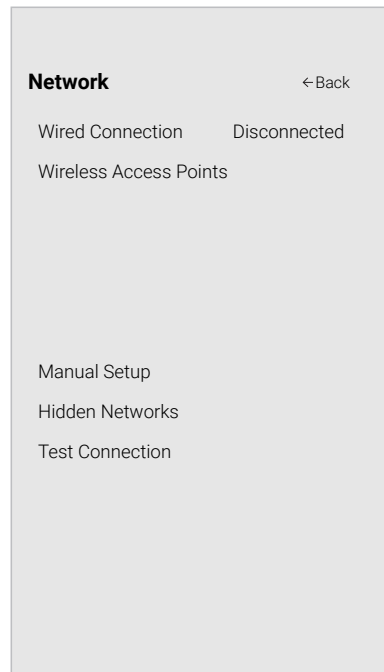 Network ←Back
Wired Connection Disconnected
Wireless Access Points
Manual Setup
Hidden Networks
Test Connection